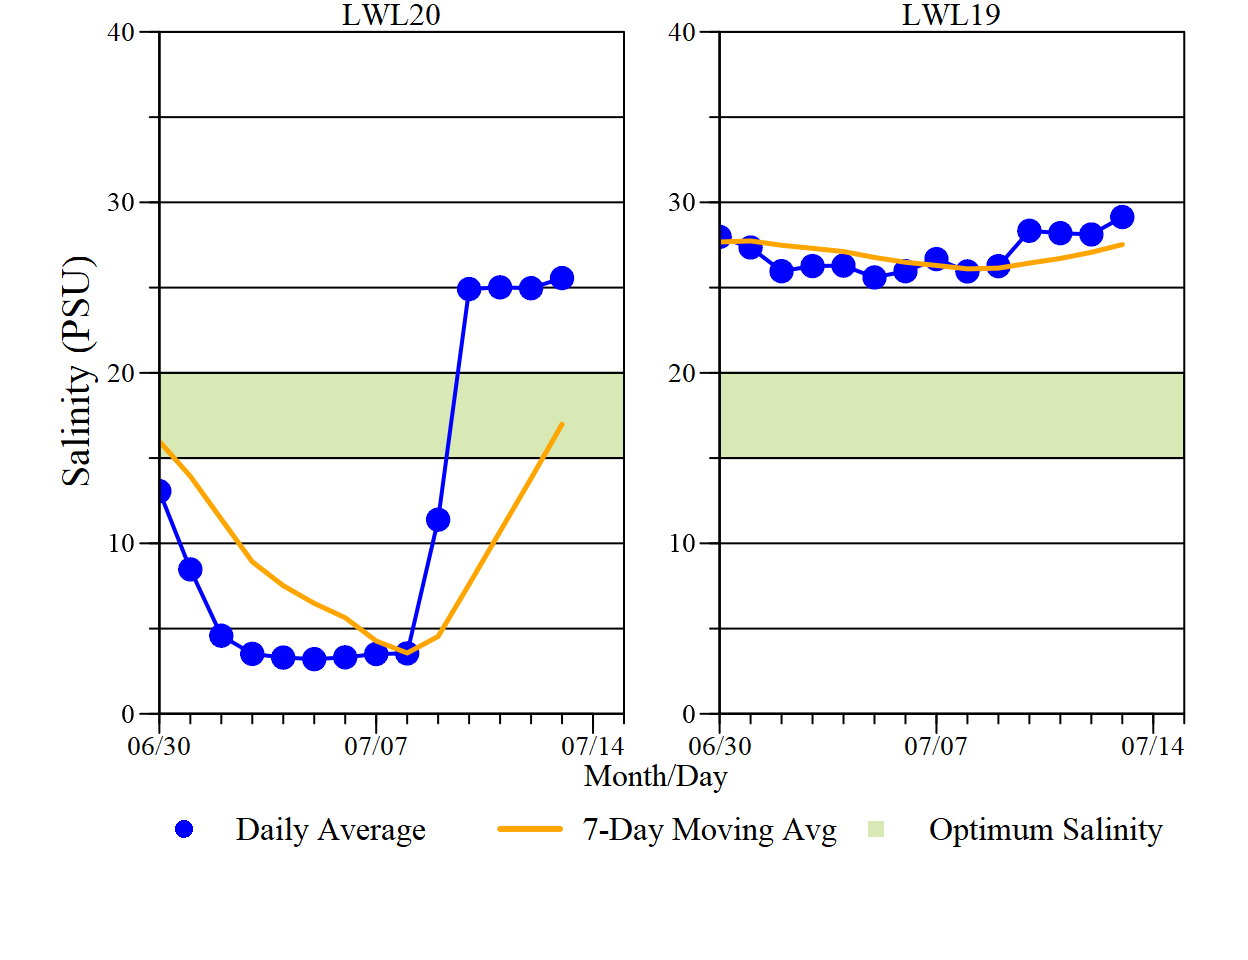 LWL20
LWL19
40
30
20
10
0
40
30
20
10
0
Salinity (PSU)
06/30
07/07
07/14
06/30
07/07
07/14
Month/Day
Daily Average
7-Day Moving Avg
Optimum Salinity